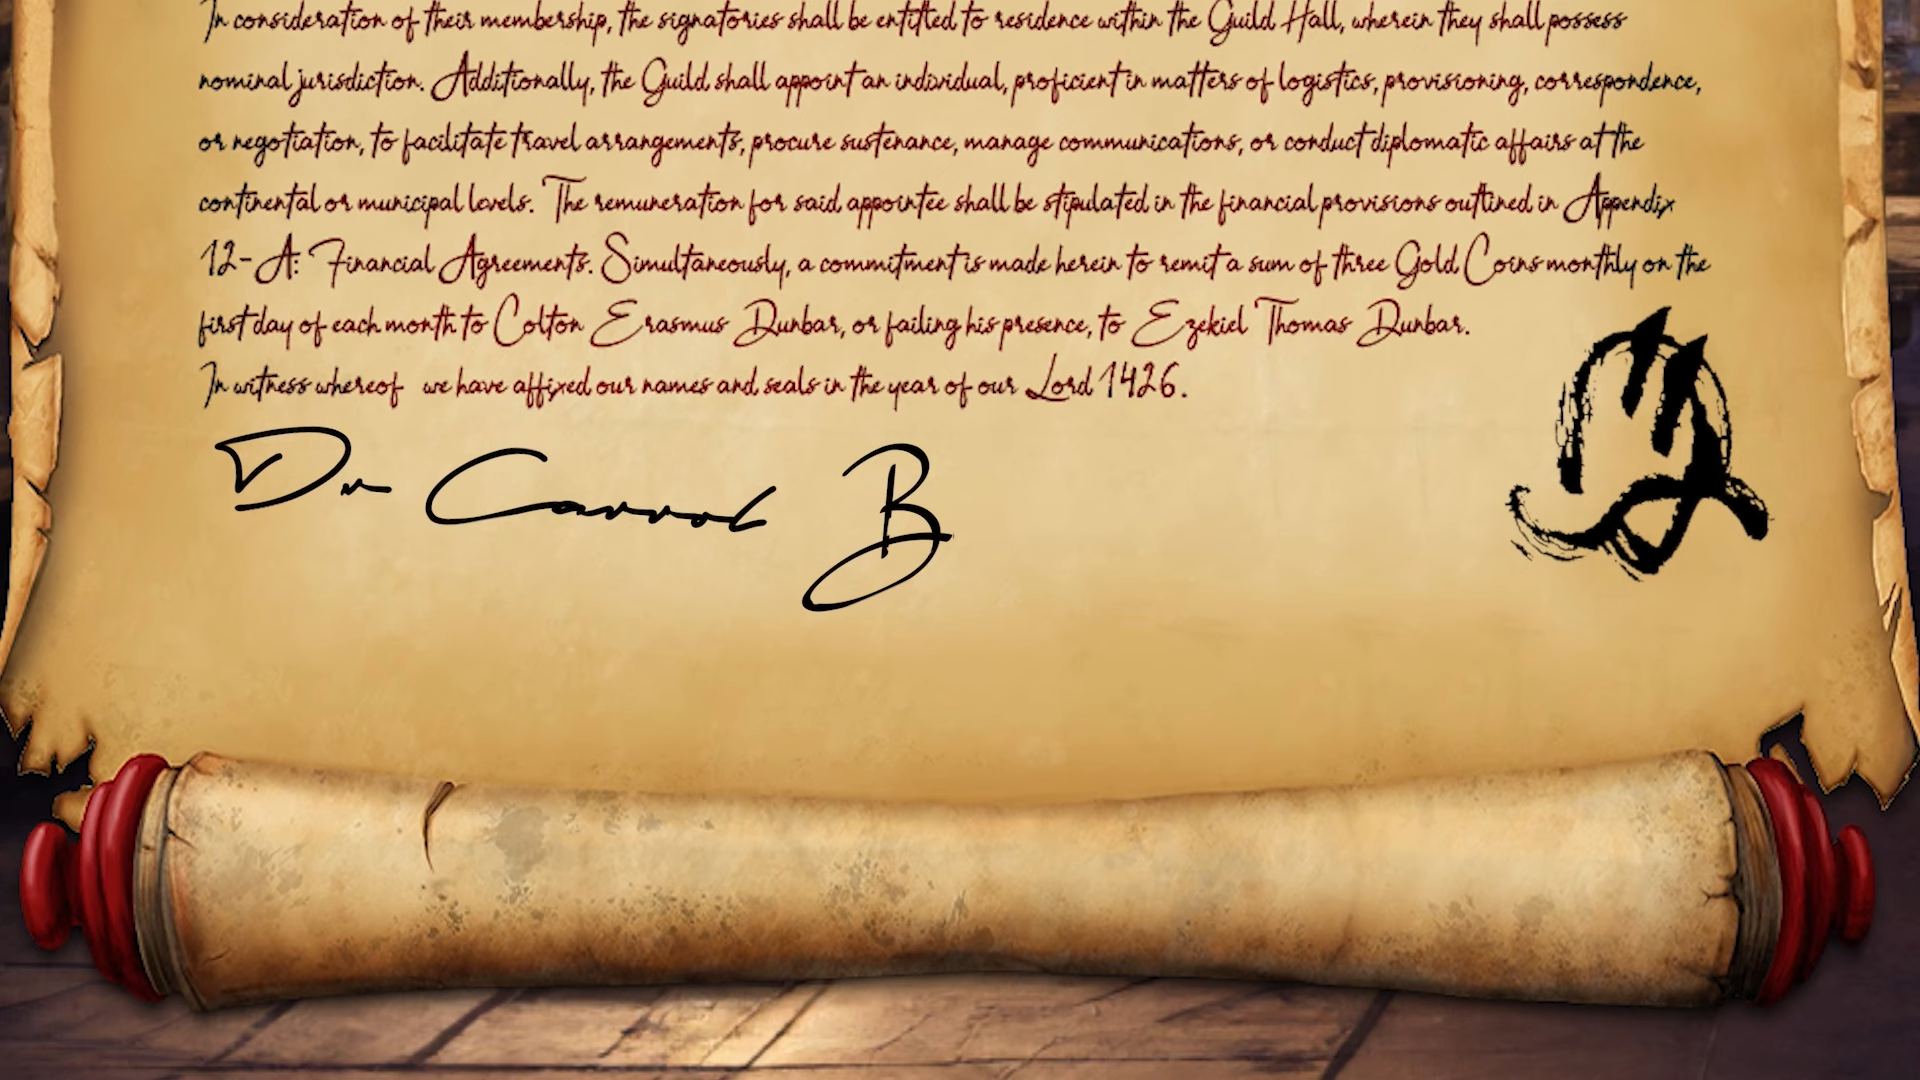 In consideration of their membership, the signatories shall be entitled to residence within the Guild Hall, wherein they shall possess
nominal jurisdiction. Additionally, the Guild shall appoint an individual, proficient in matters of logistics, provisioning, correspondence,
or negotiation, to facilitate travel arrangements, procure sustenance, manage communications, or conduct diplomatic affairs at the
continental or municipal levels. The remuneration for said appointee shall be stipulated in the financial provisions outlined in Appendix
12-A: Financial Agreements. Simultaneously, a commitment is made herein to remit a sum of three Gold Coins monthly on the
first day of each month to Colton Erasmus Dunbar, or failing his presence, to Ezekiel Thomas Dunbar.
In witness whereof we have affixed our names and seals in the year of our Lord 1426.
Dr B